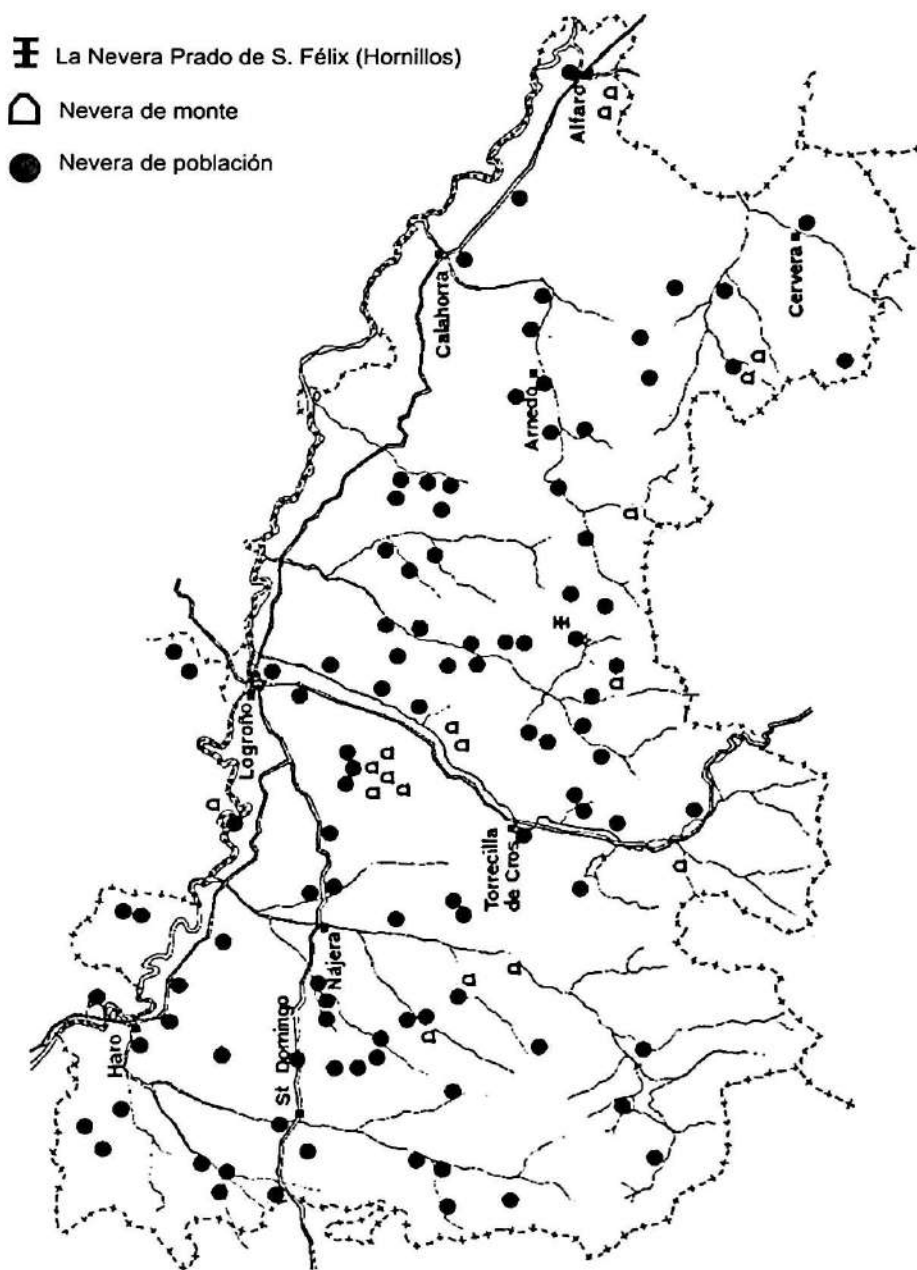 La Nevera Prado de S. Félix (Hornillos)
Nevera de monte
Nevera de población
Alfaro
Calahorra
Cervera
Arnedo
Logroño
Torrecilla
de Cros
Nájera
St Domingo
Haro